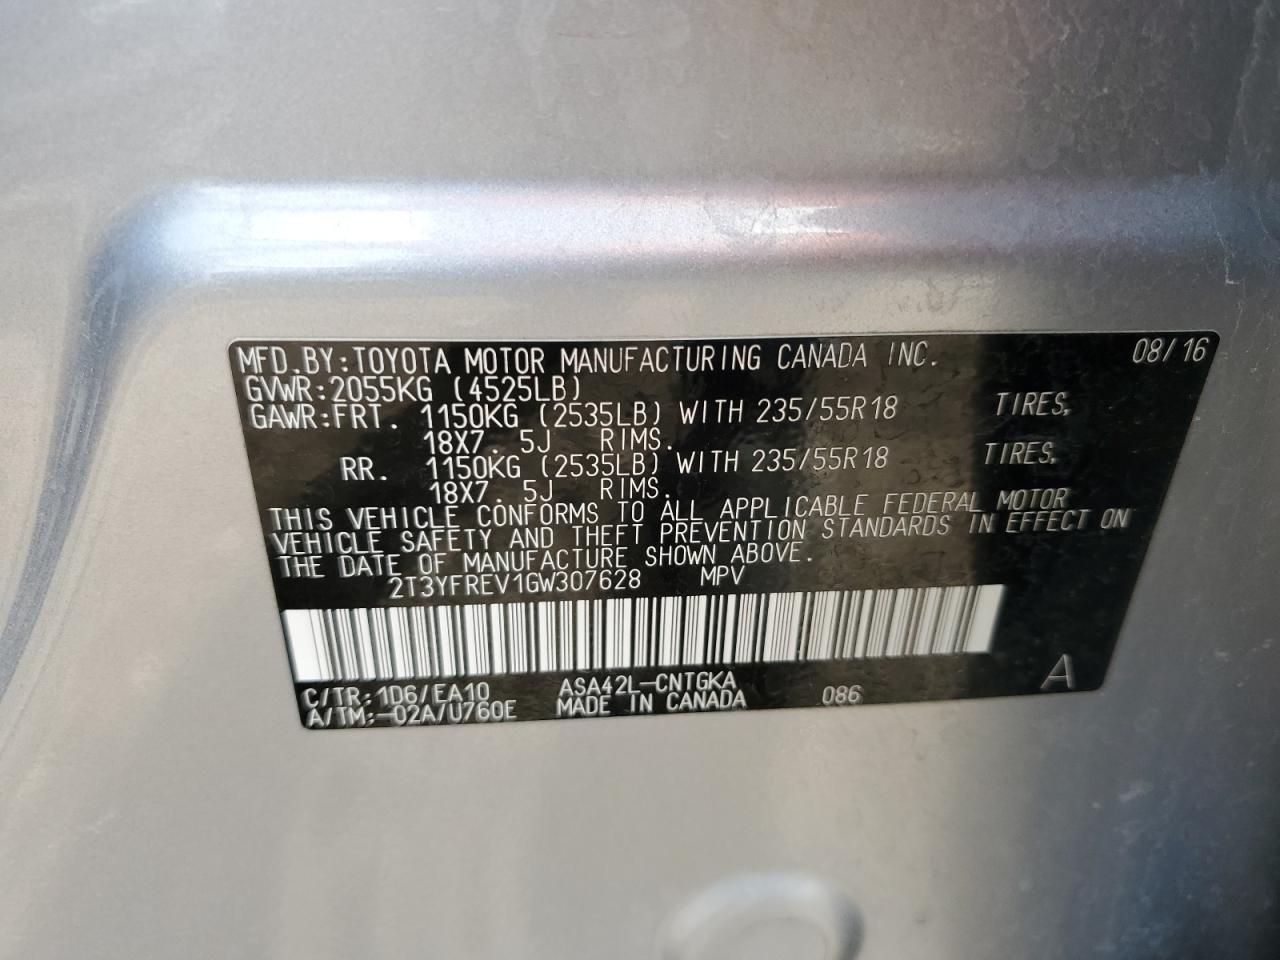 MFD.BY:TOYOTA MOTOR MANUFACTURING CANADA INC. 08/16
GVWR:2055KG (4525LB)
GAWR:FRT. 1150KG (2535LB) WITH 235/55R18 TIRES,
18X7.5J RIMS.
RR. 1150KG (2535LB) WITH 235/55R18 TIRES,
18X7.5J RIMS.
THIS VEHICLE CONFORMS TO ALL APPLICABLE FEDERAL MOTOR
VEHICLE SAFETY AND THEFT PREVENTION STANDARDS IN EFFECT ON
THE DATE OF MANUFACTURE SHOWN ABOVE.
2T3YFREV1GW307628 MPV
C/TR:1D6/EA10 ASA42L-CNTGKA 086 A
A/TM:-02A/U760E MADE IN CANADA